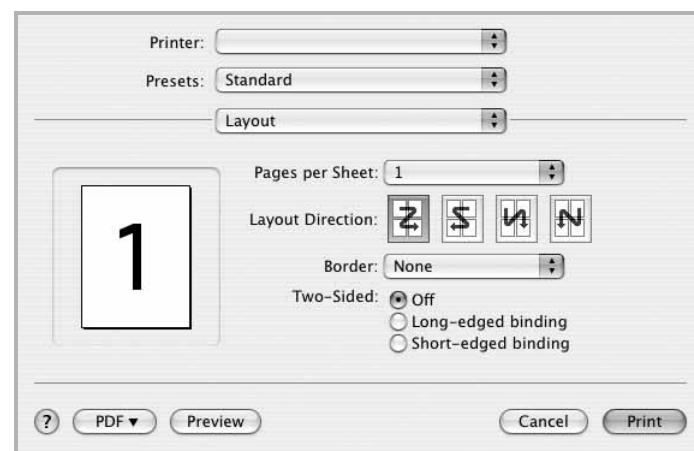 Printer:
Presets: Standard
Layout
Pages per Sheet: 1
Layout Direction:
Border: None
Two-Sided: Off
Long-edged binding
Short-edged binding
1
? PDF▼ Preview Cancel Print